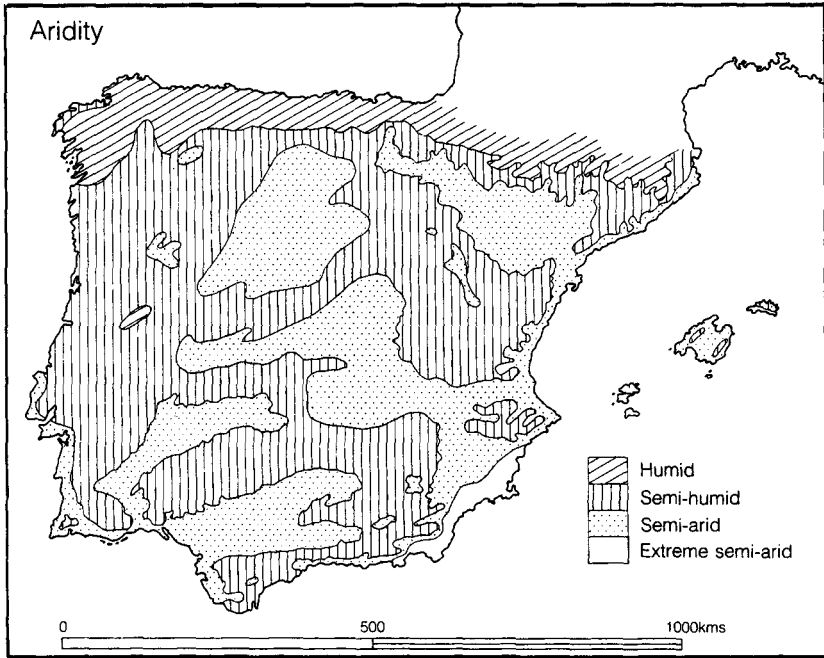 Aridity
Humid
Semi-humid
Semi-arid
Extreme semi-arid
0 500 1000kms